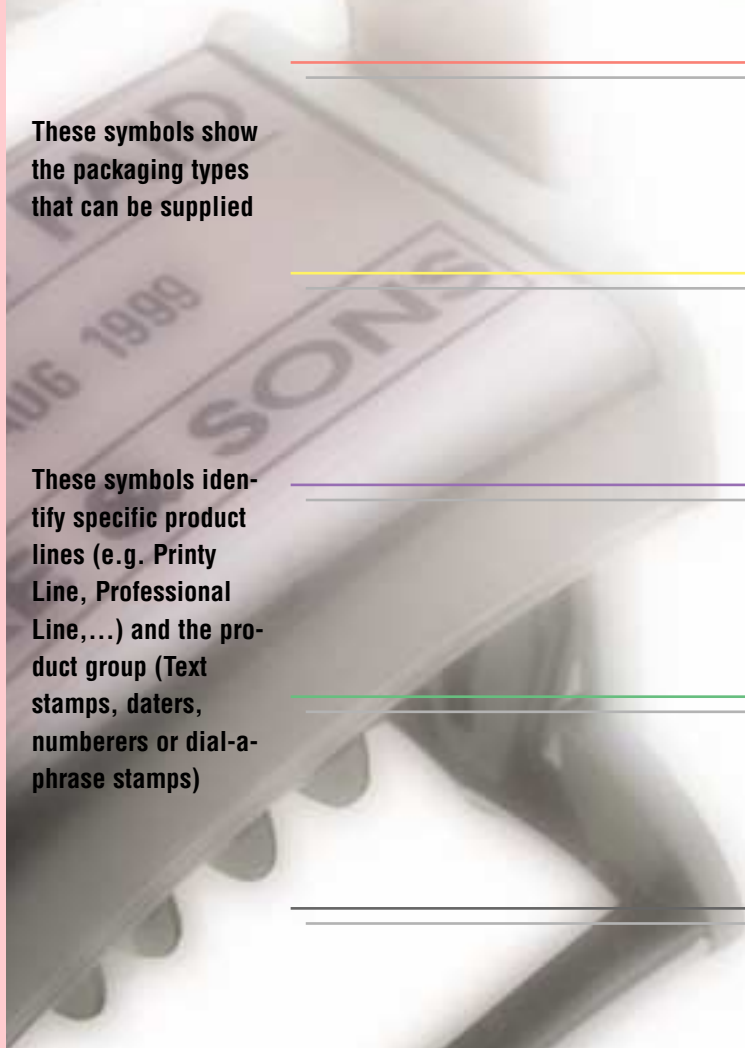 PAD
AUG 1999
& SONS
These symbols show
the packaging types
that can be supplied
These symbols iden-
tify specific product
lines (e.g. Printy
Line, Professional
Line,...) and the pro-
duct group (Text
stamps, daters,
numberers or dial-a-
phrase stamps)